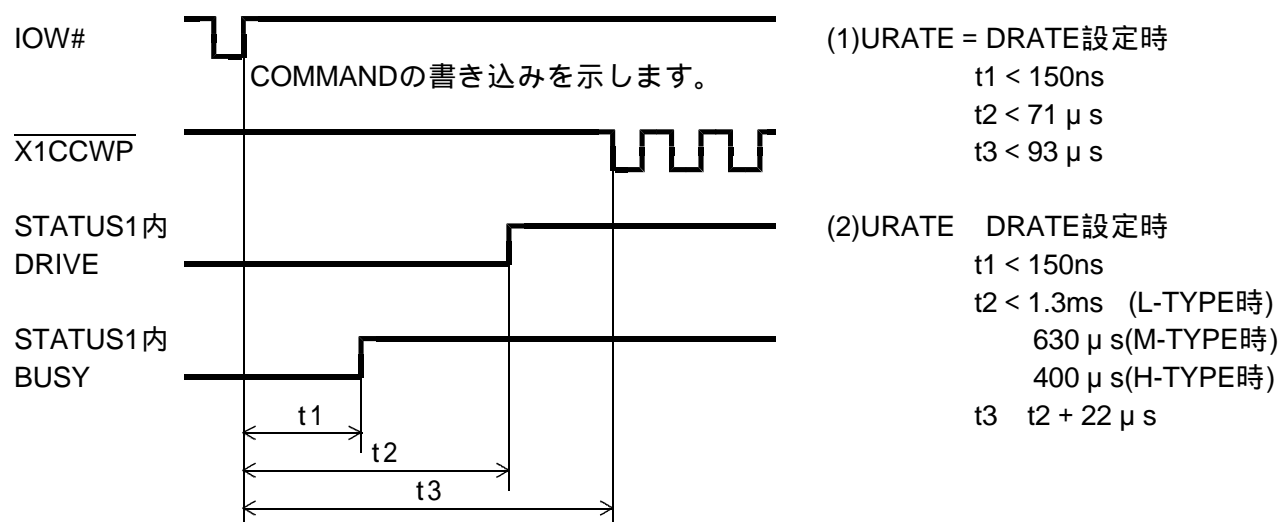 IOW#
COMMANDの書き込みを示します。
X1CCWP
STATUS1内
DRIVE
STATUS1内
BUSY
t1
t2
t3
(1)URATE = DRATE設定時
t1 < 150ns
t2 < 71 μ s
t3 < 93 μ s
(2)URATE DRATE設定時
t1 < 150ns
t2 < 1.3ms (L-TYPE時)
630 μ s(M-TYPE時)
400 μ s(H-TYPE時)
t3 t2 + 22 μ s